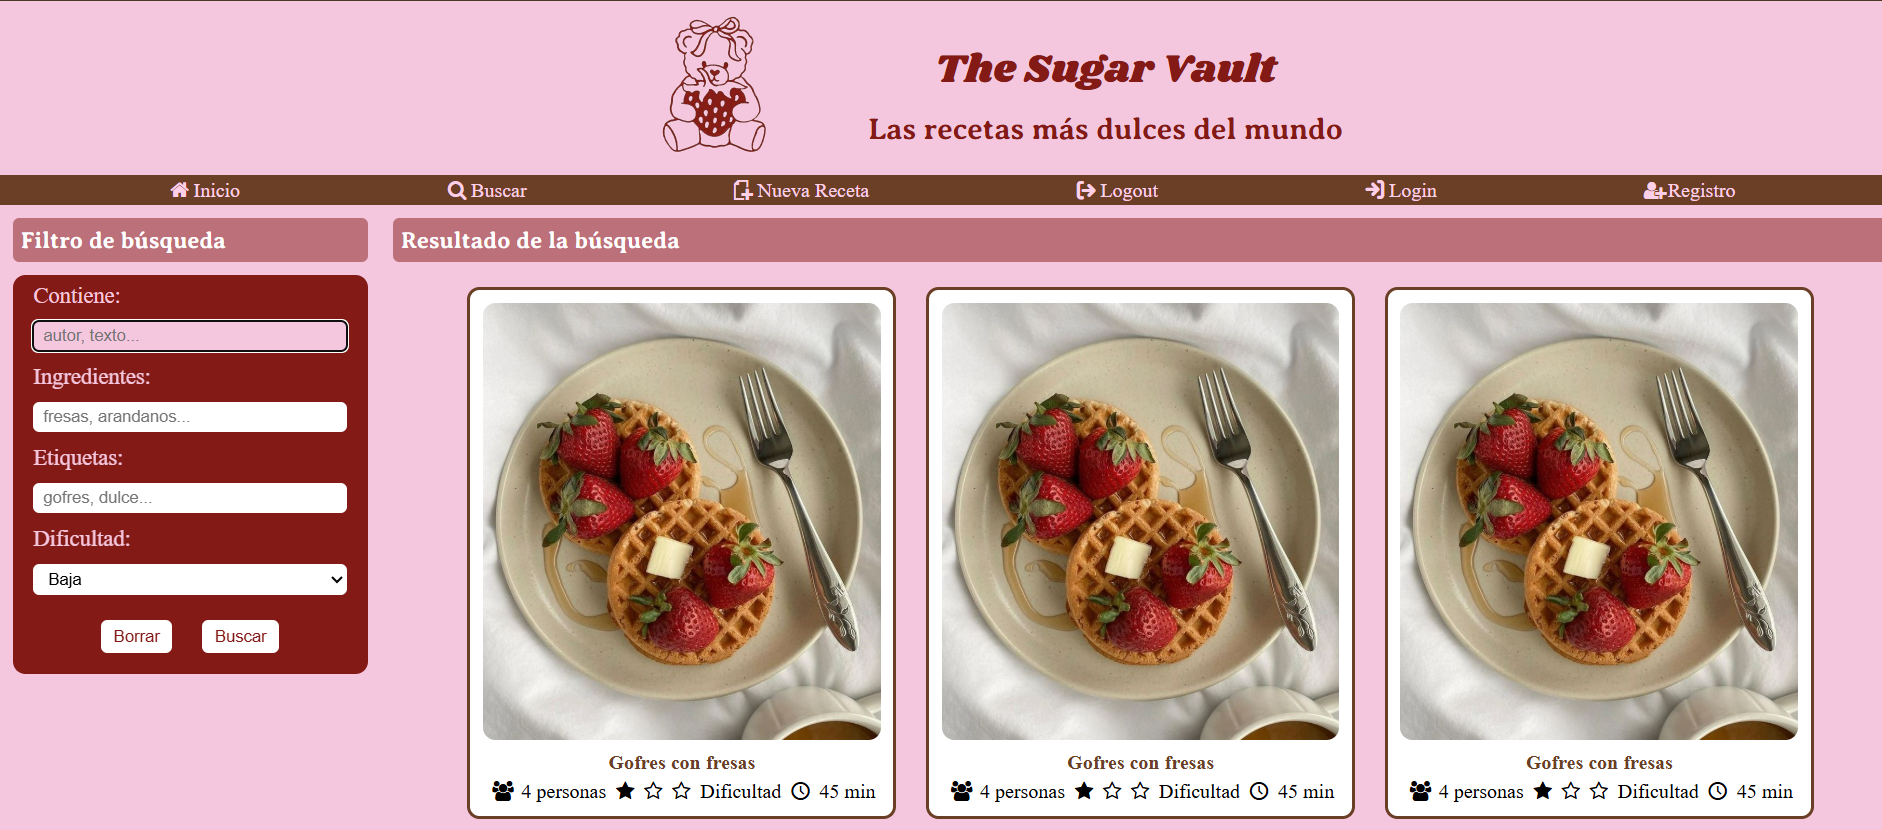 The Sugar Vault
Las recetas más dulces del mundo
Inicio Buscar Nueva Receta Logout Login Registro
Filtro de búsqueda
Contiene:
autor, texto...
Ingredientes:
fresas, arandanos...
Etiquetas:
gofres, dulce...
Dificultad:
Baja
Borrar Buscar
Resultado de la búsqueda
Gofres con fresas
4 personas Dificultad 45 min
Gofres con fresas
4 personas Dificultad 45 min
Gofres con fresas
4 personas Dificultad 45 min